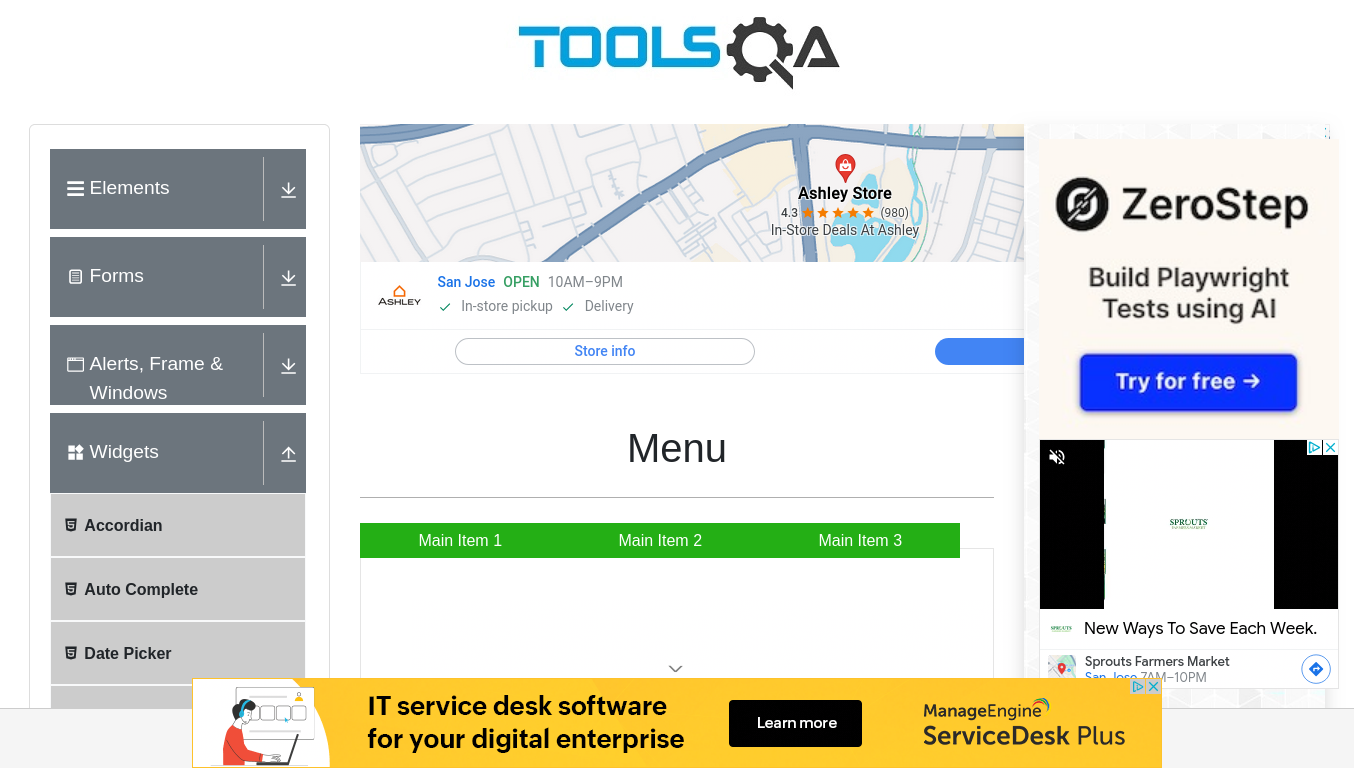 TOOLSQA
Elements
Forms
Alerts, Frame &
Windows
Widgets
Accordian
Auto Complete
Date Picker
Ashley Store
4.3 ★★★★★ (980)
In-Store Deals At Ashley
ASHLEY
San Jose OPEN 10AM–9PM
In-store pickup Delivery
Store info
Menu
Main Item 1
Main Item 2
Main Item 3
ZeroStep
Build Playwright
Tests using AI
Try for free →
SPROUTS
FARMERS MARKET
SPROUTS
New Ways To Save Each Week.
Sprouts Farmers Market
San Jose 7AM–10PM
IT service desk software
for your digital enterprise
Learn more
ManageEngine
ServiceDesk Plus